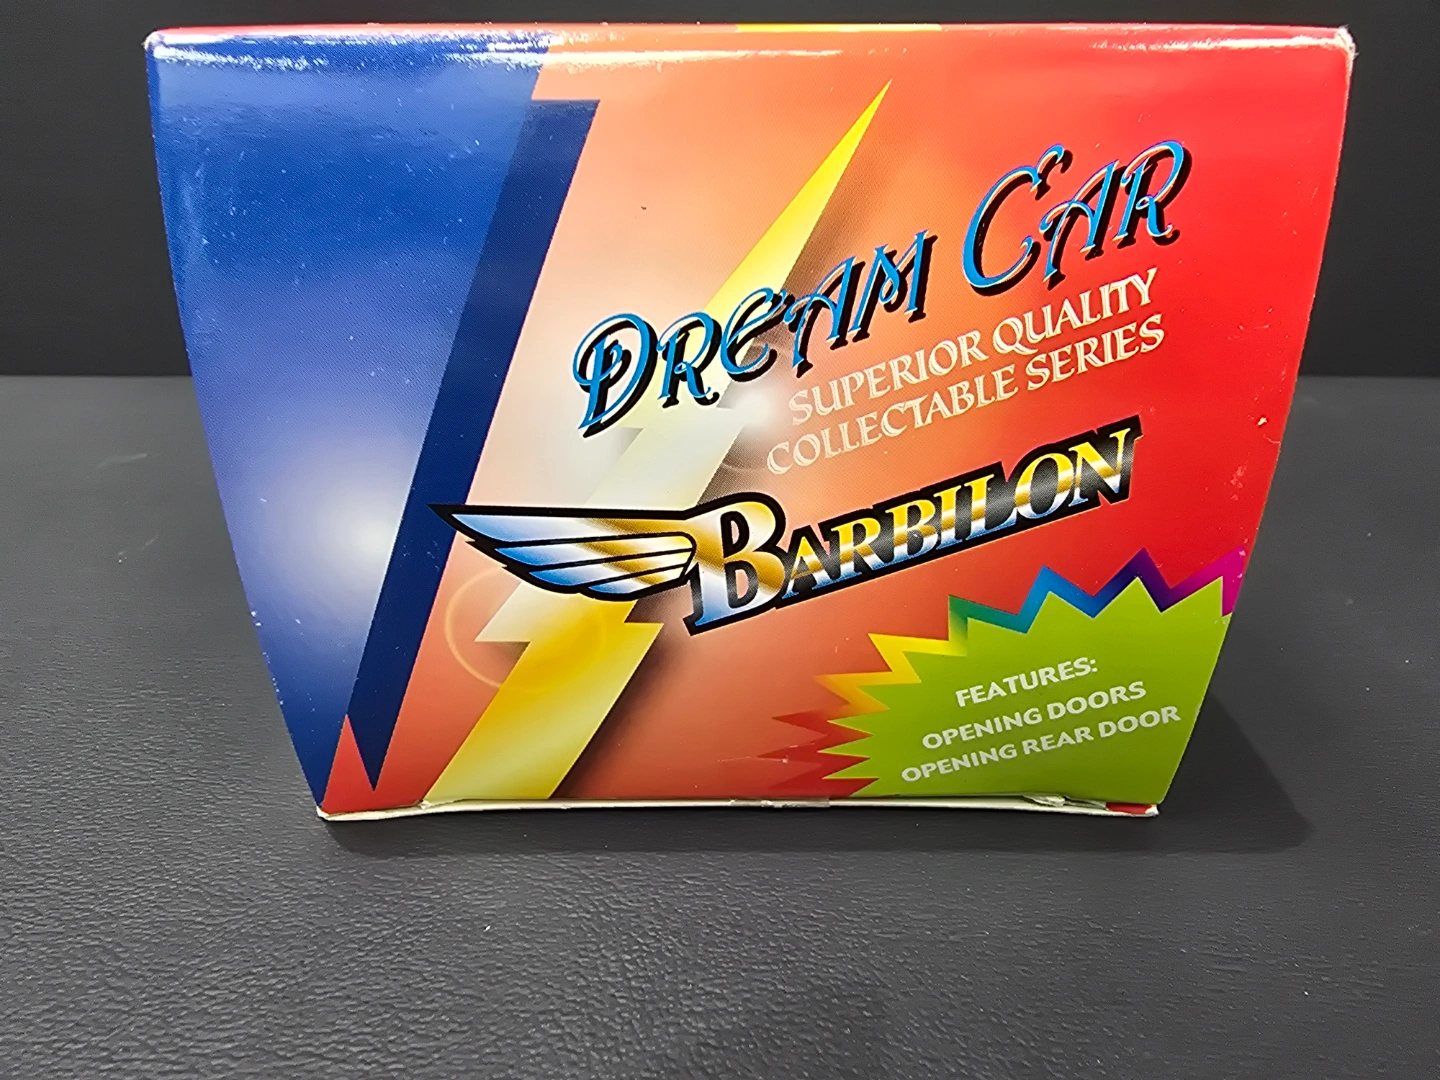 DREAM CAR
SUPERIOR QUALITY
COLLECTABLE SERIES
BARBILON
FEATURES:
OPENING DOORS
OPENING REAR DOOR